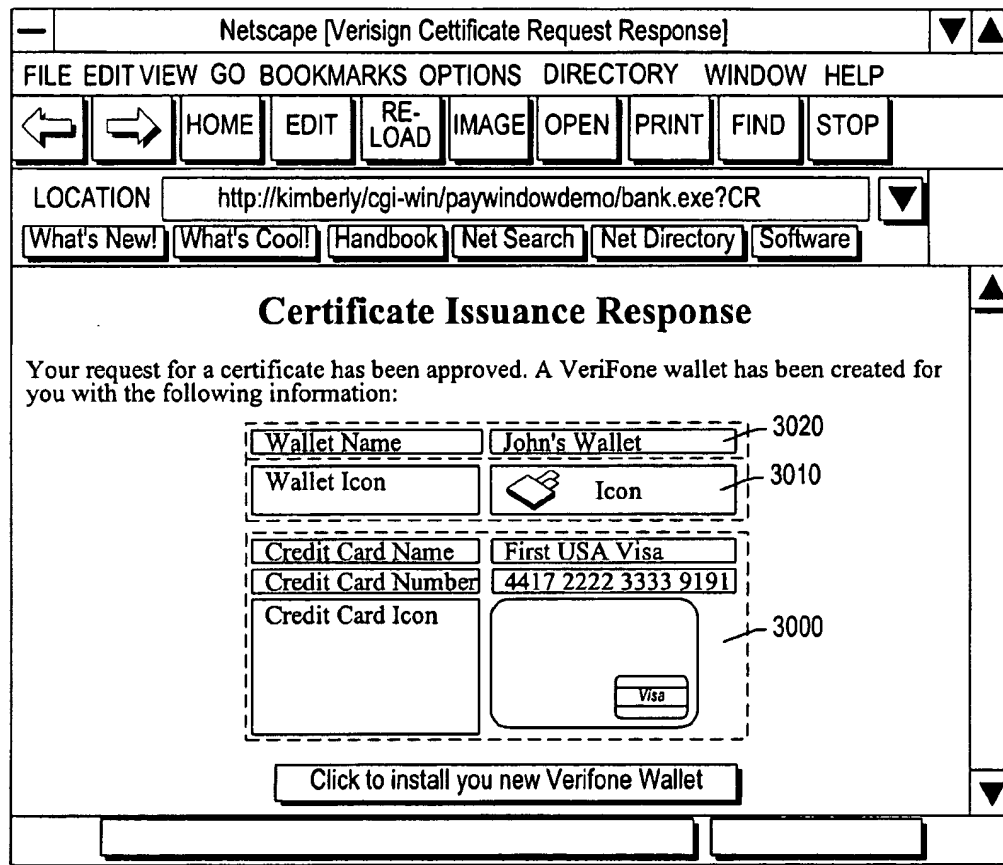 Netscape [Verisign Cettificate Request Response]
FILE EDIT VIEW GO BOOKMARKS OPTIONS DIRECTORY WINDOW HELP
HOME EDIT RE-LOAD IMAGE OPEN PRINT FIND STOP
LOCATION http://kimberly/cgi-win/paywindowdemo/bank.exe?CR
What's New! What's Cool! Handbook Net Search Net Directory Software
Certificate Issuance Response
Your request for a certificate has been approved. A VeriFone wallet has been created for
you with the following information:
Wallet Name John's Wallet 3020
Wallet Icon Icon 3010
Credit Card Name First USA Visa
Credit Card Number 4417 2222 3333 9191
Credit Card Icon 3000
Visa
Click to install you new Verifone Wallet